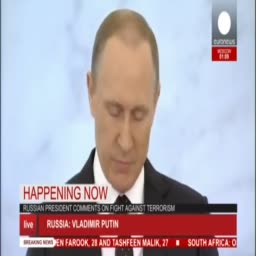 euronews
MOSCOW
01:09
HAPPENING NOW
RUSSIAN PRESIDENT COMMENTS ON FIGHT AGAINST TERRORISM
live
RUSSIA: VLADIMIR PUTIN
BREAKING NEWS EN FAROOK, 28 AND TASHFEEN MALIK, 27 ■ SOUTH AFRICA: O